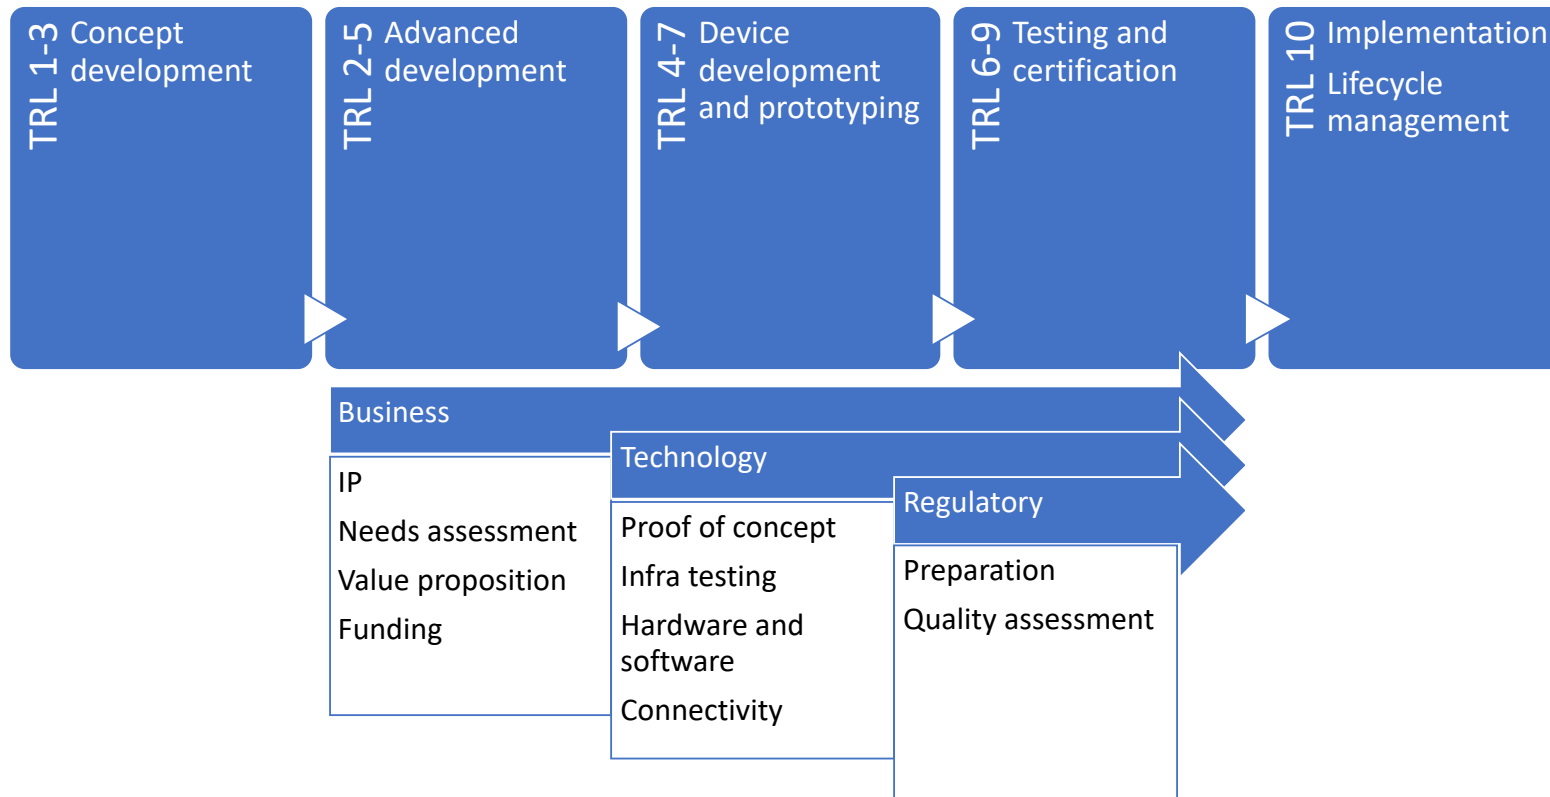 TRL 1-3
Concept
development
TRL 2-5
Advanced
development
TRL 4-7
Device
development
and prototyping
TRL 6-9
Testing and
certification
TRL 10
Implementation
Lifecycle
management
Business
IP
Needs assessment
Value proposition
Funding
Technology
Proof of concept
Infra testing
Hardware and
software
Connectivity
Regulatory
Preparation
Quality assessment